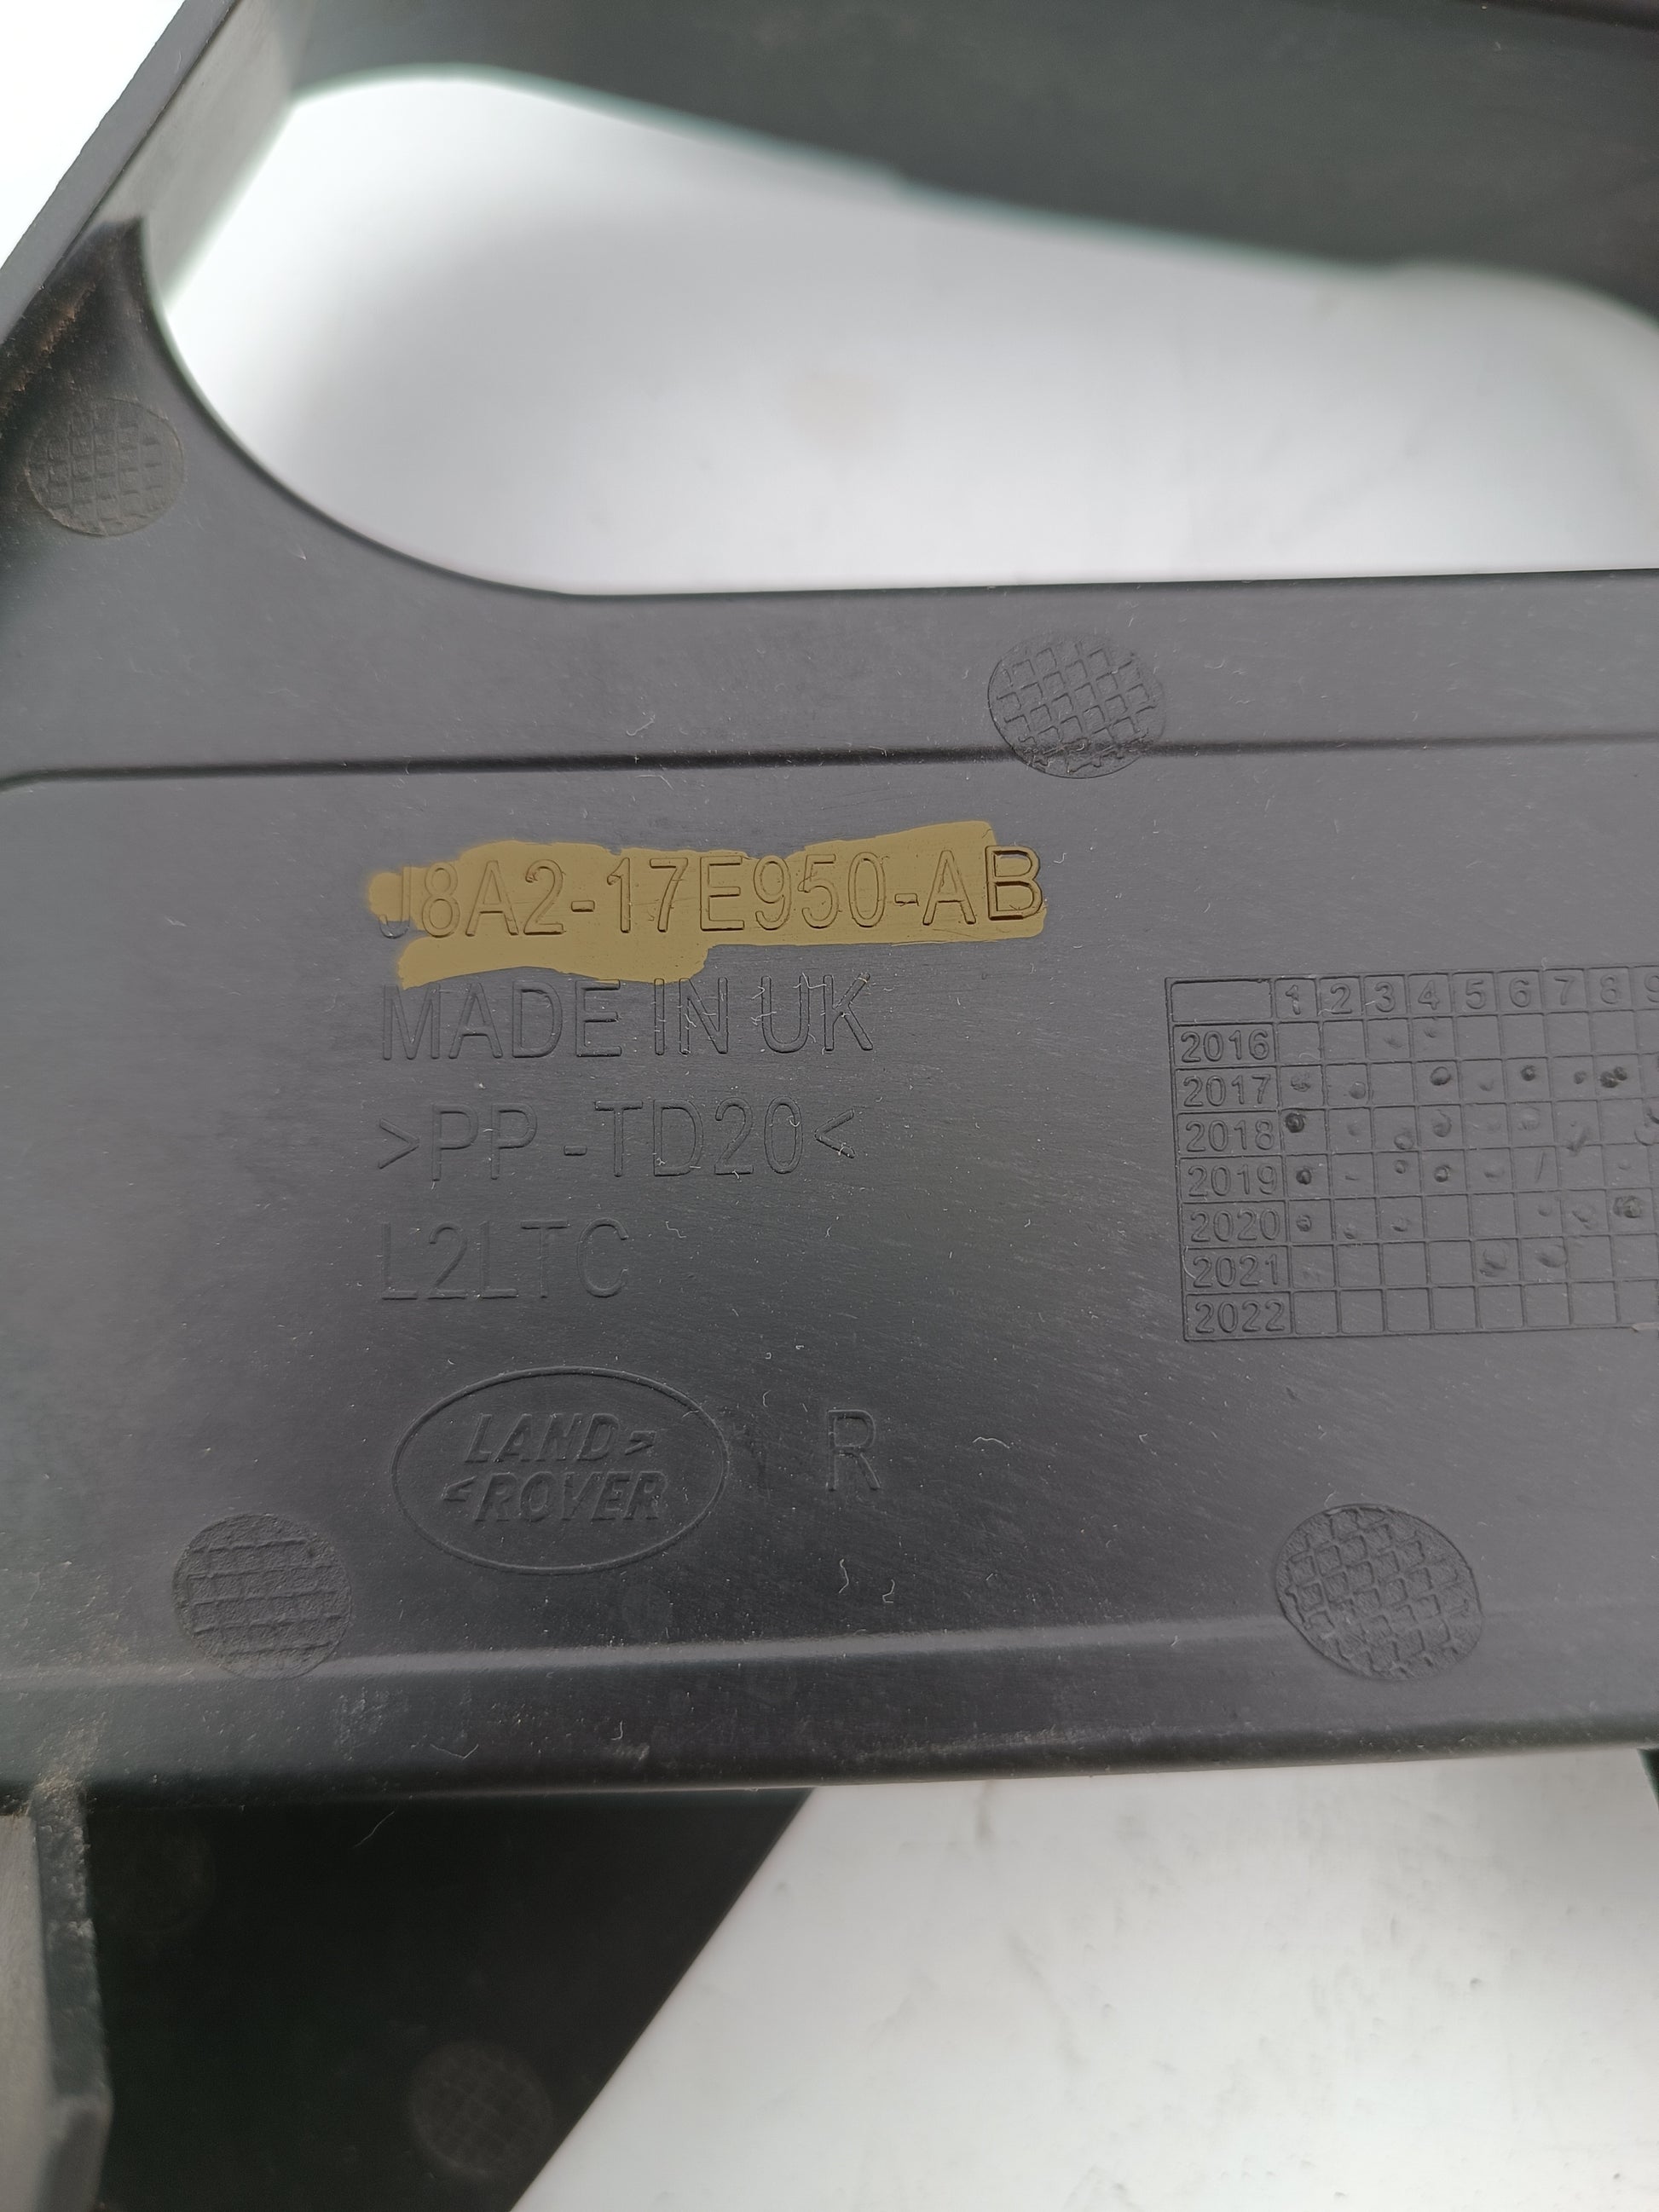 J8A2-17E950-AB
MADE IN UK
>PP-TD20<
L2LTC
LAND>
<ROVER
R
1 2 3 4 5 6 7 8 9
2016
2017
2018
2019
2020
2021
2022